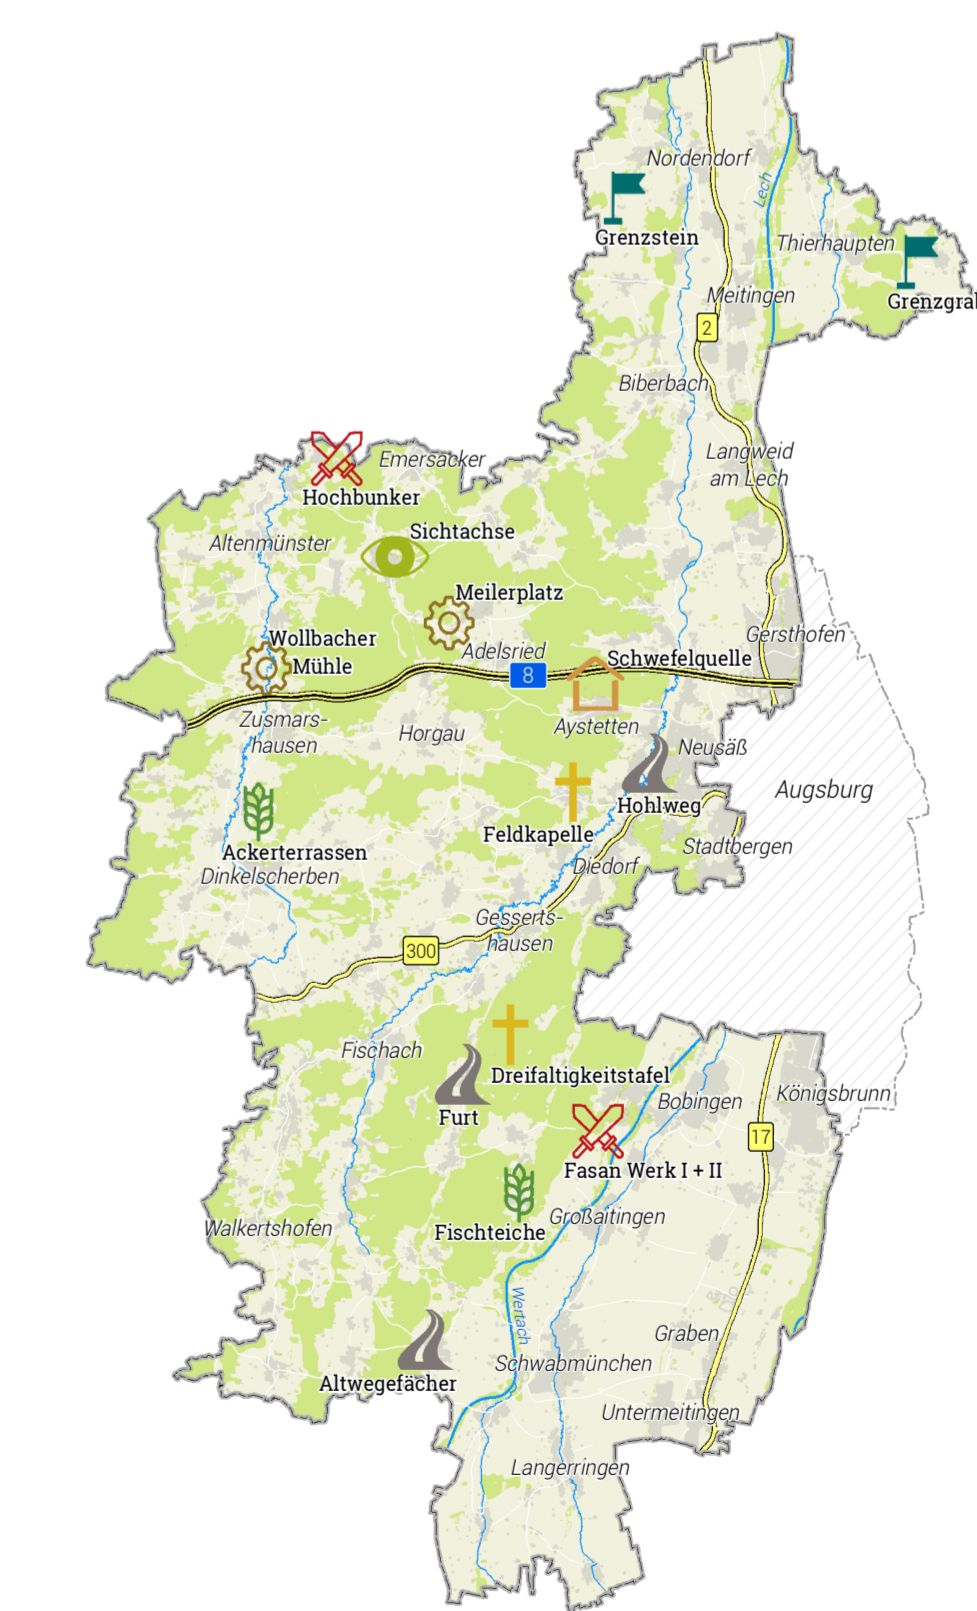 Nordendorf
Lech
Grenzstein
Thierhaupten
Meitingen
Grenzgra
2
Biberbach
Langweid
am Lech
Emersacker
Hochbunker
Sichtachse
Altenmünster
Meilerplatz
Gersthofen
Wollbacher
Mühle
Adelsried
Schwefelquelle
8
Zusmars-
hausen
Horgau
Aystetten
Neusäß
Augsburg
Hohlweg
Feldkapelle
Stadtbergen
Ackerterrassen
Dinkelscherben
Diedorf
Gesserts-
hausen
300
Fischach
Dreifaltigkeitstafel
Königsbrunn
Bobingen
Furt
17
Fasan Werk I + II
Großaitingen
Walkertshofen
Fischteiche
Wertach
Graben
Schwabmünchen
Altwegefächer
Untermeitingen
Langerringen